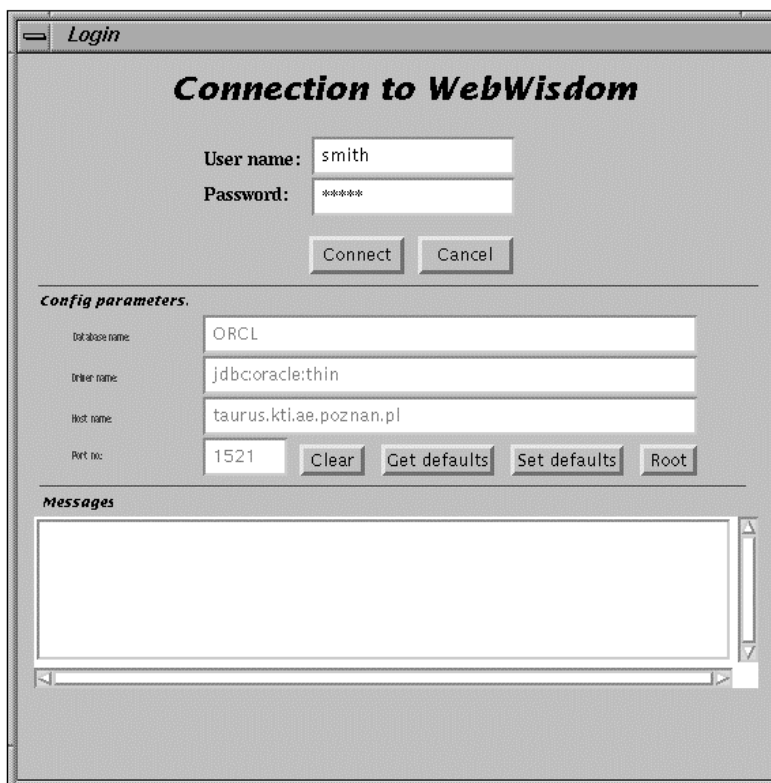 Login
Connection to WebWisdom
User name: smith
Password: *****
Connect Cancel
Config parameters.
Database name: ORCL
Driver name: jdbc:oracle:thin
Host name: taurus.kti.ae.poznan.pl
Port no.: 1521 Clear Get defaults Set defaults Root
Messages